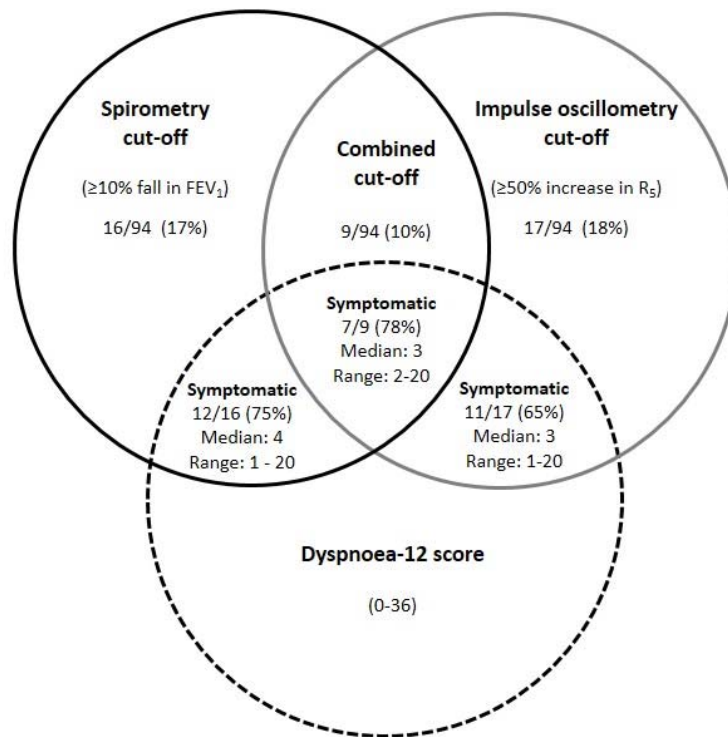 Spirometry
cut-off
(≥10% fall in FEV₁)
16/94 (17%)
Combined
cut-off
9/94 (10%)
Impulse oscillometry
cut-off
(≥50% increase in R₅)
17/94 (18%)
Symptomatic
7/9 (78%)
Median: 3
Range: 2-20
Symptomatic
12/16 (75%)
Median: 4
Range: 1 - 20
Symptomatic
11/17 (65%)
Median: 3
Range: 1-20
Dyspnoea-12 score
(0-36)